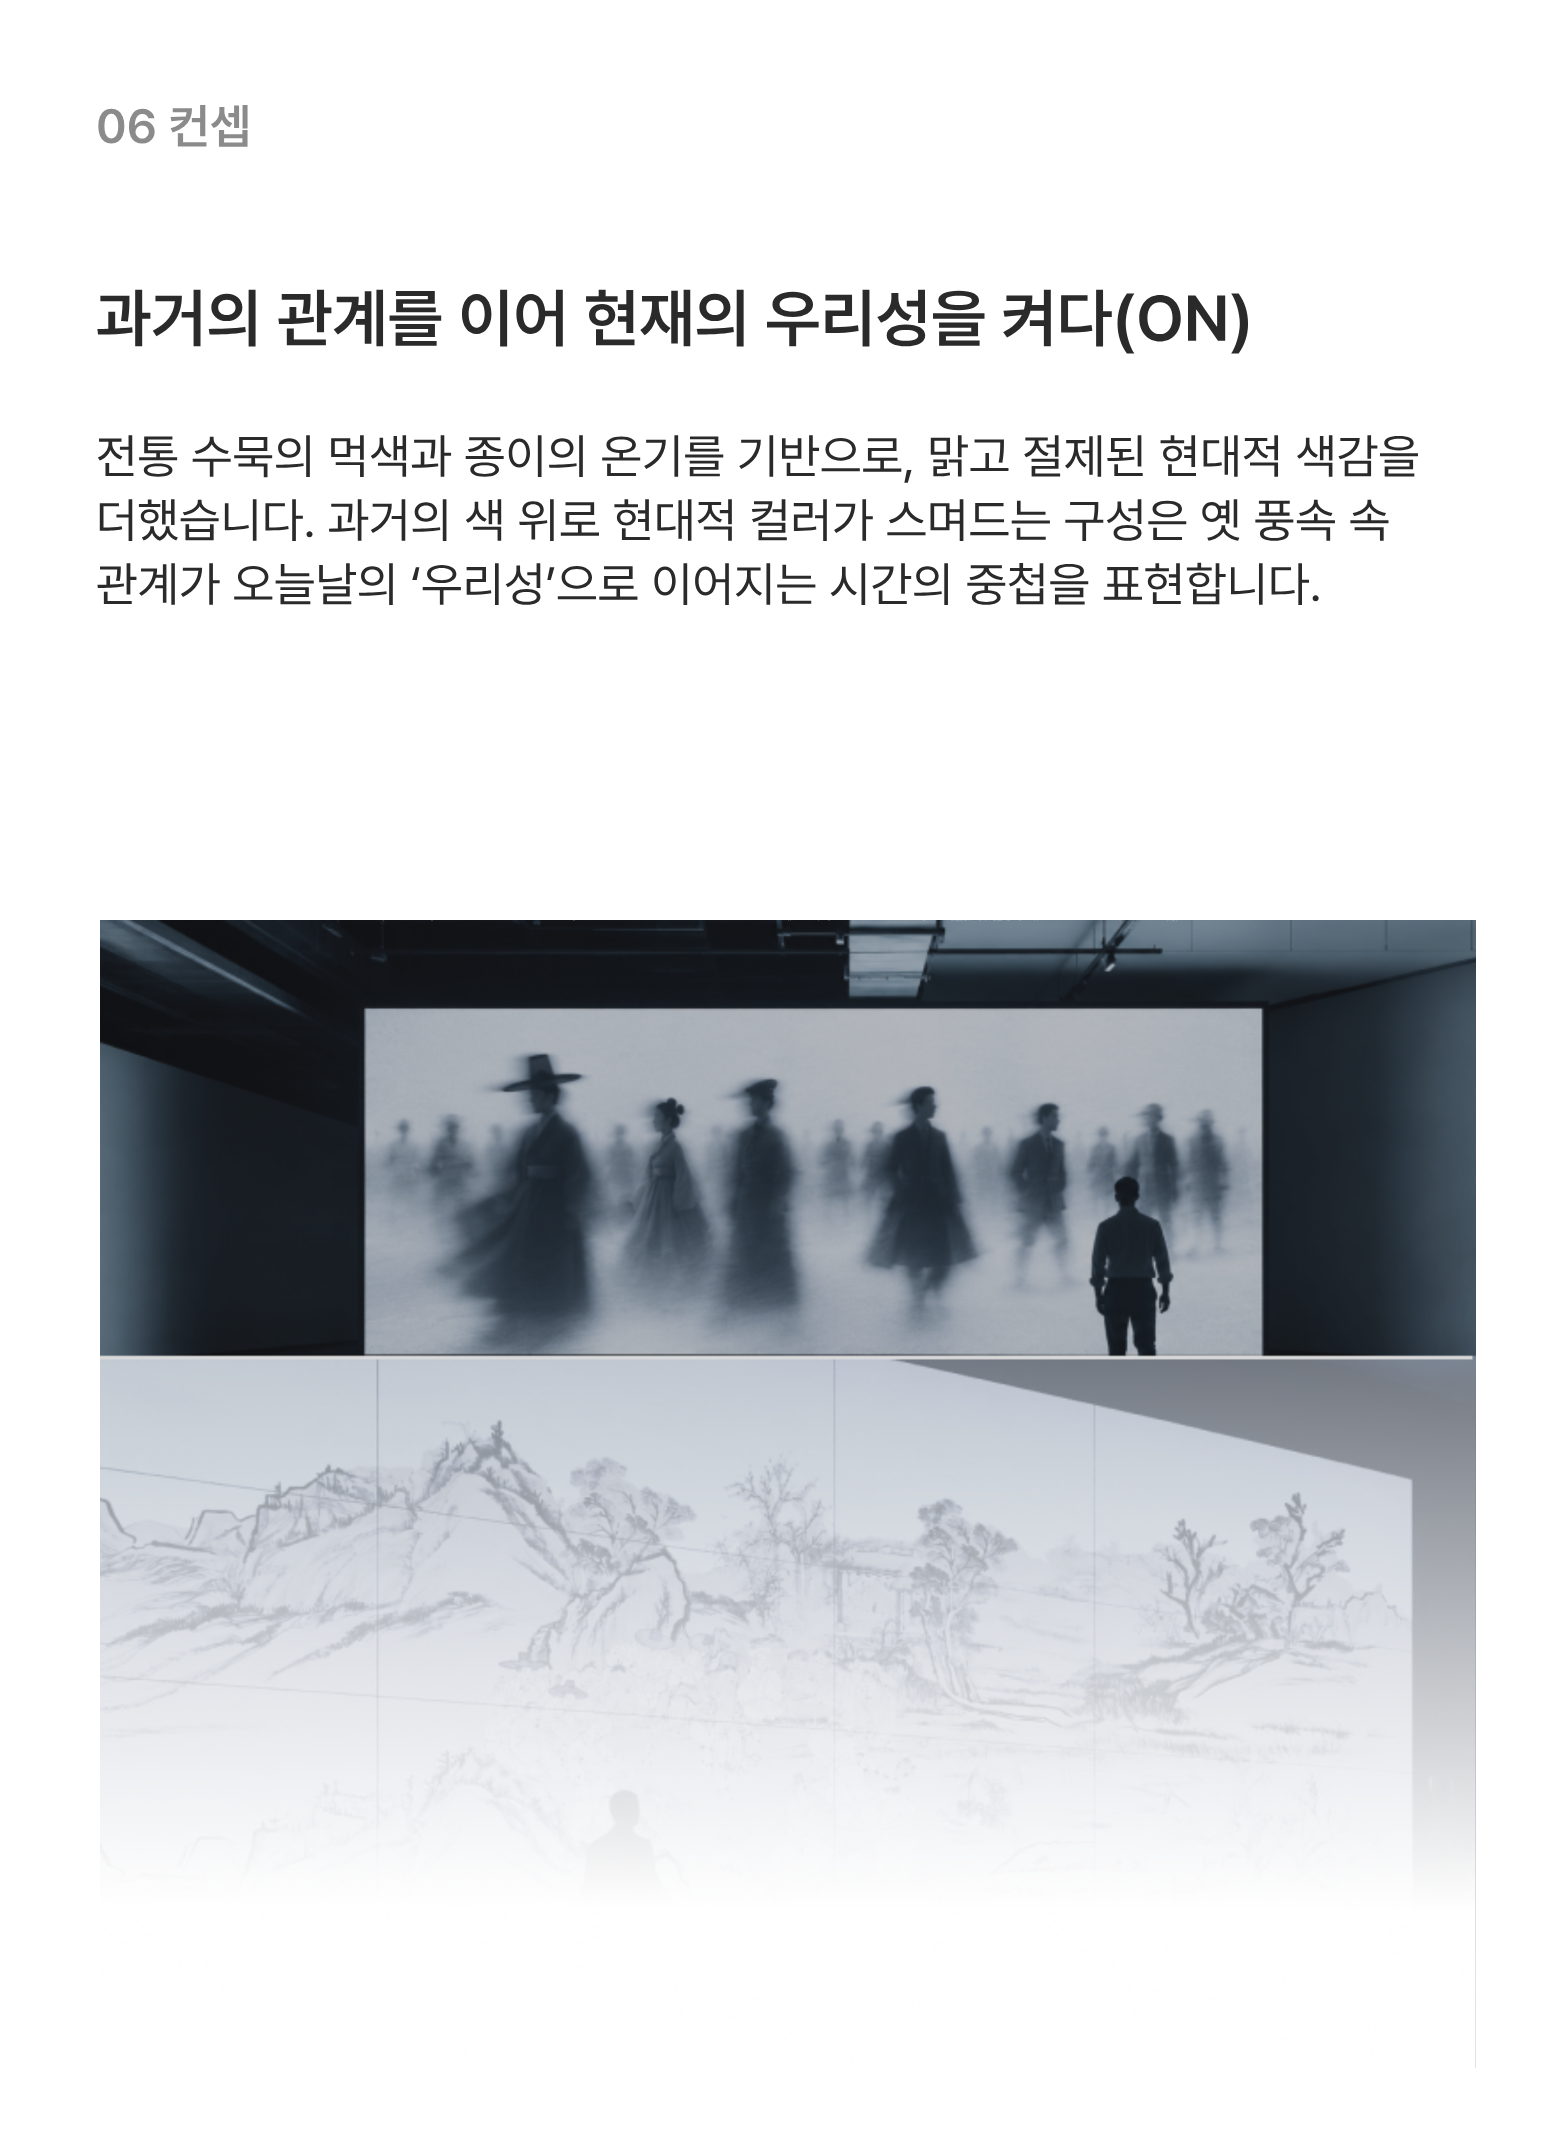 06 컨셉
과거의 관계를 이어 현재의 우리성을 켜다(ON)
전통 수묵의 먹색과 종이의 온기를 기반으로, 맑고 절제된 현대적 색감을
더했습니다. 과거의 색 위로 현대적 컬러가 스며드는 구성은 옛 풍속 속
관계가 오늘날의 ‘우리성’으로 이어지는 시간의 중첩을 표현합니다.